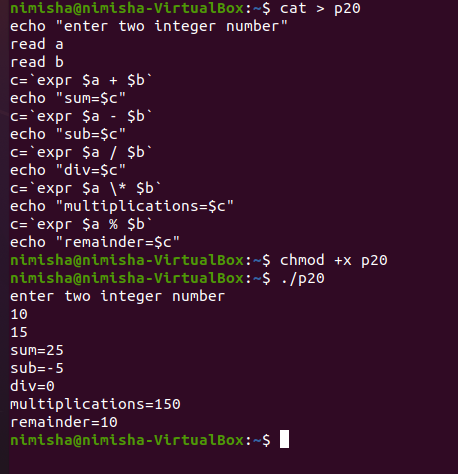 nimisha@nimisha-VirtualBox:~$ cat > p20
echo "enter two integer number"
read a
read b
c=`expr $a + $b`
echo "sum=$c"
c=`expr $a - $b`
echo "sub=$c"
c=`expr $a / $b`
echo "div=$c"
c=`expr $a \* $b`
echo "multiplications=$c"
c=`expr $a % $b`
echo "remainder=$c"
nimisha@nimisha-VirtualBox:~$ chmod +x p20
nimisha@nimisha-VirtualBox:~$ ./p20
enter two integer number
10
15
sum=25
sub=-5
div=0
multiplications=150
remainder=10
nimisha@nimisha-VirtualBox:~$